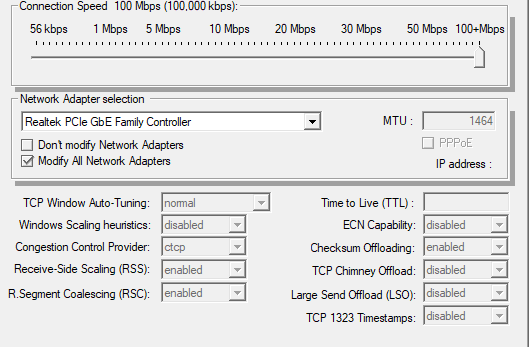 Connection Speed 100 Mbps (100,000 kbps):
56 kbps 1 Mbps 5 Mbps 10 Mbps 20 Mbps 30 Mbps 50 Mbps 100+Mbps
Network Adapter selection
Realtek PCIe GbE Family Controller MTU : 1464
Don't modify Network Adapters PPPoE
Modify All Network Adapters IP address :
TCP Window Auto-Tuning: normal Time to Live (TTL) :
Windows Scaling heuristics: disabled ECN Capability: disabled
Congestion Control Provider: ctcp Checksum Offloading: enabled
Receive-Side Scaling (RSS): enabled TCP Chimney Offload: disabled
R.Segment Coalescing (RSC): enabled Large Send Offload (LSO): disabled
TCP 1323 Timestamps: disabled